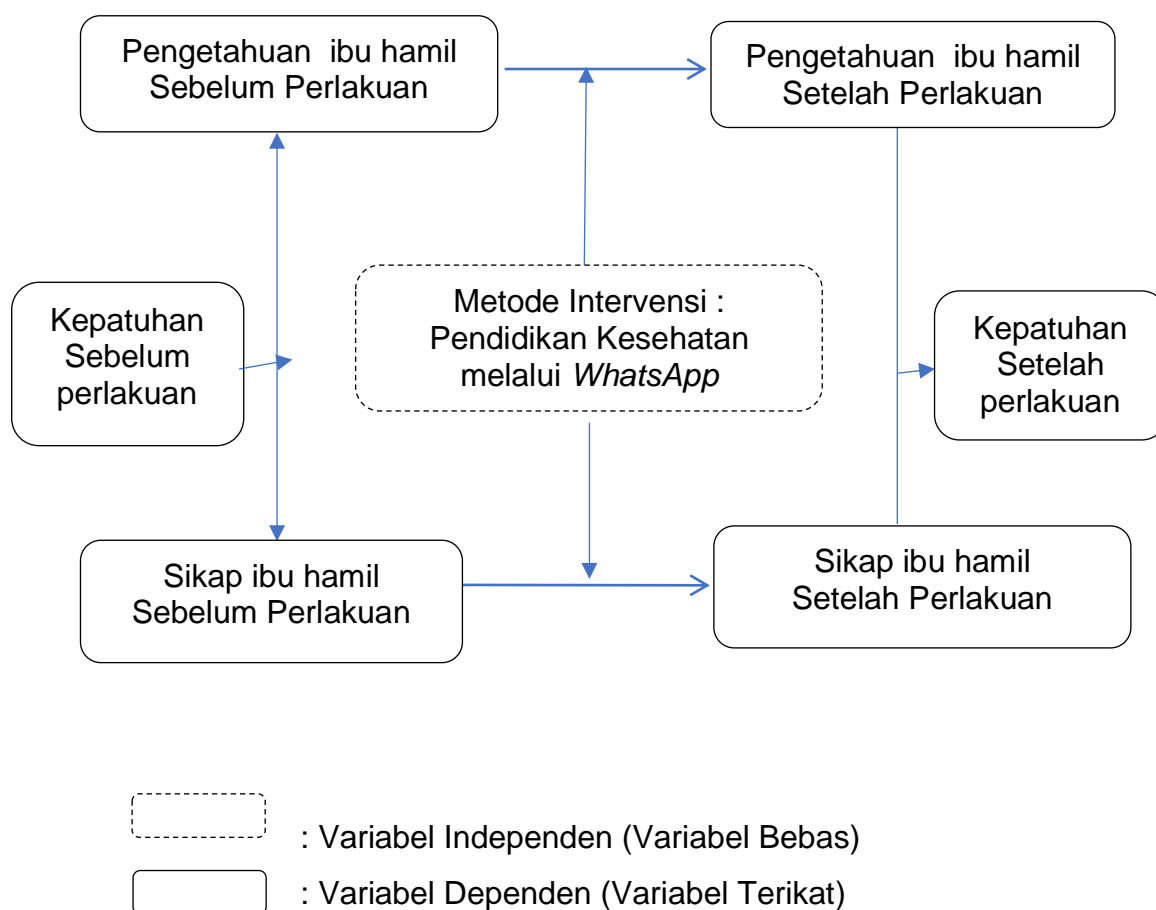 Pengetahuan ibu hamil
Sebelum Perlakuan
Pengetahuan ibu hamil
Setelah Perlakuan
Kepatuhan
Sebelum
perlakuan
Metode Intervensi :
Pendidikan Kesehatan
melalui WhatsApp
Kepatuhan
Setelah
perlakuan
Sikap ibu hamil
Sebelum Perlakuan
Sikap ibu hamil
Setelah Perlakuan
: Variabel Independen (Variabel Bebas)
: Variabel Dependen (Variabel Terikat)